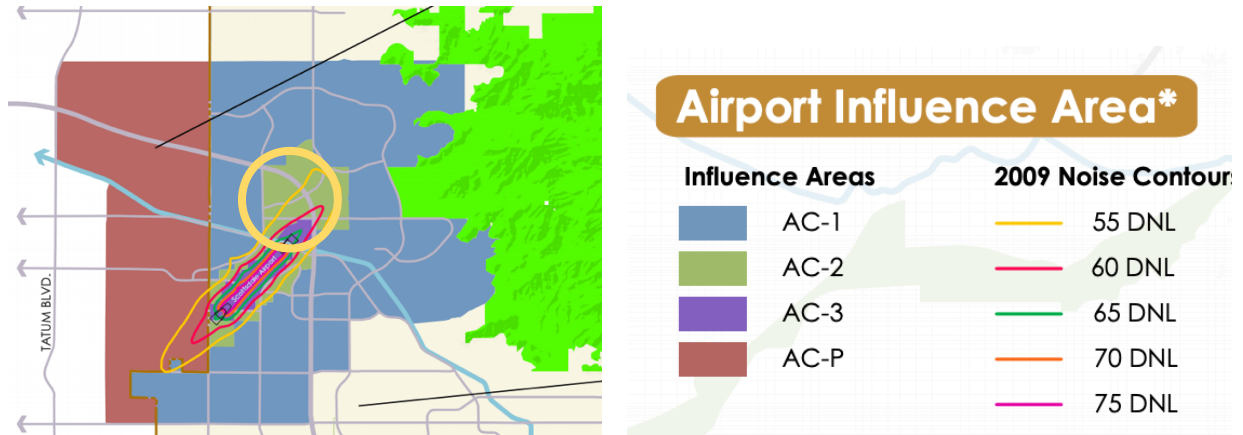 TATUM BLVD.
Scottsdale Airport
Airport Influence Area*
Influence Areas
2009 Noise Contour
AC-1
55 DNL
AC-2
60 DNL
AC-3
65 DNL
AC-P
70 DNL
75 DNL